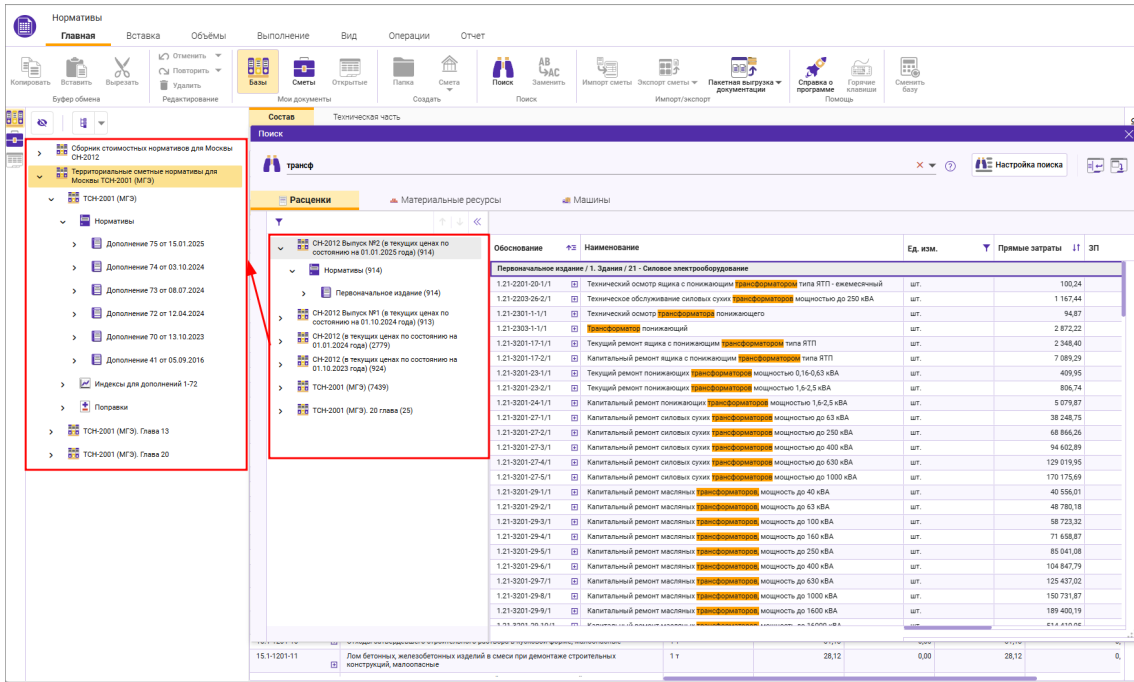 Нормативы
Главная Вставка Объёмы Выполнение Вид Операции Отчет
Копировать Вставить Вырезать Отменить Повторить Удалить Базы Сметы Открытые Папка Смета Поиск AB AC Заменить Импорт сметы Экспорт сметы Пакетная выгрузка документации Справка о программе Горячие клавиши Сменить базу
Буфер обмена Редактирование Мои документы Создать Поиск Импорт/экспорт Помощь
Состав Техническая часть
Поиск
трансф Настройка поиска
Расценки Материальные ресурсы Машины
Сборник стоимостных нормативов для Москвы
СН-2012
Территориальные сметные нормативы для
Москвы ТСН-2001 (МГЭ)
ТСН-2001 (МГЭ)
Нормативы
Дополнение 75 от 15.01.2025
Дополнение 74 от 03.10.2024
Дополнение 73 от 08.07.2024
Дополнение 72 от 12.04.2024
Дополнение 70 от 13.10.2023
Дополнение 41 от 05.09.2016
Индексы для дополнений 1-72
Поправки
ТСН-2001 (МГЭ). Глава 13
ТСН-2001 (МГЭ). Глава 20
СН-2012 Выпуск №2 (в текущих ценах по
состоянию на 01.01.2025 года) (914)
Нормативы (914)
Первоначальное издание (914)
СН-2012 Выпуск №1 (в текущих ценах по
состоянию на 01.10.2024 года) (913)
СН-2012 (в текущих ценах по состоянию на
01.01.2024 года) (2779)
СН-2012 (в текущих ценах по состоянию на
01.10.2023 года) (924)
ТСН-2001 (МГЭ) (7439)
ТСН-2001 (МГЭ). 20 глава (25)
Обоснование Наименование Ед. изм. Прямые затраты ЗП
Первоначальное издание / 1. Здания / 21 - Силовое электрооборудование
1.21-2201-20-1/1 Технический осмотр ящика с понижающим трансформатором типа ЯТП - ежемесячный шт. 100,24
1.21-2203-26-2/1 Техническое обслуживание силовых сухих трансформаторов мощностью до 250 кВА шт. 1 167,44
1.21-2301-1-1/1 Технический осмотр трансформатора понижающего шт. 94,87
1.21-2303-1-1/1 Трансформатор понижающий шт. 2 872,22
1.21-3201-17-1/1 Текущий ремонт ящика с понижающим трансформатором типа ЯТП шт. 2 348,40
1.21-3201-17-2/1 Капитальный ремонт ящика с понижающим трансформатором типа ЯТП шт. 7 089,29
1.21-3201-23-1/1 Текущий ремонт понижающих трансформаторов мощностью 0,16-0,63 кВА шт. 409,95
1.21-3201-23-2/1 Текущий ремонт понижающих трансформаторов мощностью 1,6-2,5 кВА шт. 806,74
1.21-3201-24-1/1 Капитальный ремонт понижающих трансформаторов мощностью 1,6-2,5 кВА шт. 5 079,87
1.21-3201-27-1/1 Капитальный ремонт силовых сухих трансформаторов мощностью до 63 кВА шт. 38 248,75
1.21-3201-27-2/1 Капитальный ремонт силовых сухих трансформаторов мощностью до 250 кВА шт. 68 866,26
1.21-3201-27-3/1 Капитальный ремонт силовых сухих трансформаторов мощностью до 400 кВА шт. 94 602,89
1.21-3201-27-4/1 Капитальный ремонт силовых сухих трансформаторов мощностью до 630 кВА шт. 129 019,95
1.21-3201-27-5/1 Капитальный ремонт силовых сухих трансформаторов мощностью до 1000 кВА шт. 170 175,69
1.21-3201-29-1/1 Капитальный ремонт масляных трансформаторов, мощность до 40 кВА шт. 40 556,01
1.21-3201-29-2/1 Капитальный ремонт масляных трансформаторов, мощность до 63 кВА шт. 48 780,18
1.21-3201-29-3/1 Капитальный ремонт масляных трансформаторов, мощность до 100 кВА шт. 58 723,32
1.21-3201-29-4/1 Капитальный ремонт масляных трансформаторов, мощность до 160 кВА шт. 71 658,87
1.21-3201-29-5/1 Капитальный ремонт масляных трансформаторов, мощность до 250 кВА шт. 85 041,08
1.21-3201-29-6/1 Капитальный ремонт масляных трансформаторов, мощность до 400 кВА шт. 104 847,79
1.21-3201-29-7/1 Капитальный ремонт масляных трансформаторов, мощность до 630 кВА шт. 125 437,02
1.21-3201-29-8/1 Капитальный ремонт масляных трансформаторов, мощность до 1000 кВА шт. 150 731,87
1.21-3201-29-9/1 Капитальный ремонт масляных трансформаторов, мощность до 1600 кВА шт. 189 400,19
15.1-1201-11 Лом бетонных, железобетонных изделий в смеси при демонтаже строительных 1 т 28,12 0,00 28,12 0,
конструкций, малоопасные